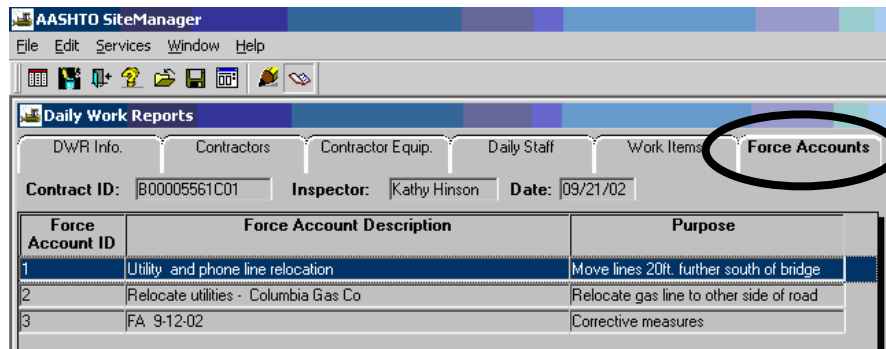 AASHTO SiteManager
File Edit Services Window Help
Daily Work Reports
DWR Info. Contractors Contractor Equip. Daily Staff Work Items Force Accounts
Contract ID: B00005561C01 Inspector: Kathy Hinson Date: 09/21/02
Force Account ID Force Account Description Purpose
1 Utility and phone line relocation Move lines 20ft. further south of bridge
2 Relocate utilities - Columbia Gas Co Relocate gas line to other side of road
3 FA 9-12-02 Corrective measures